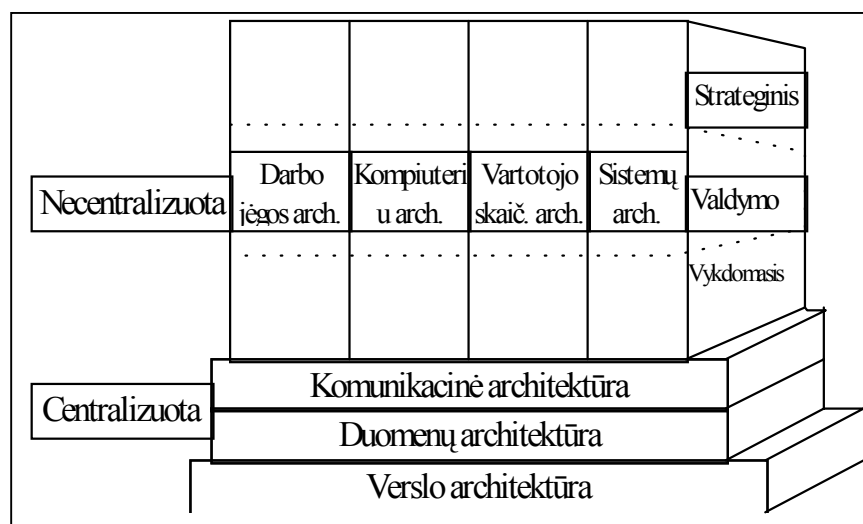 Strateginis
Necentralizuota
Darbo
jėgos arch.
Kompiuteri
u arch.
Vartotojo
skaič. arch.
Sistemų
arch.
Valdymo
Vykdomasis
Centralizuota
Komunikacinė architektūra
Duomenų architektūra
Verslo architektūra